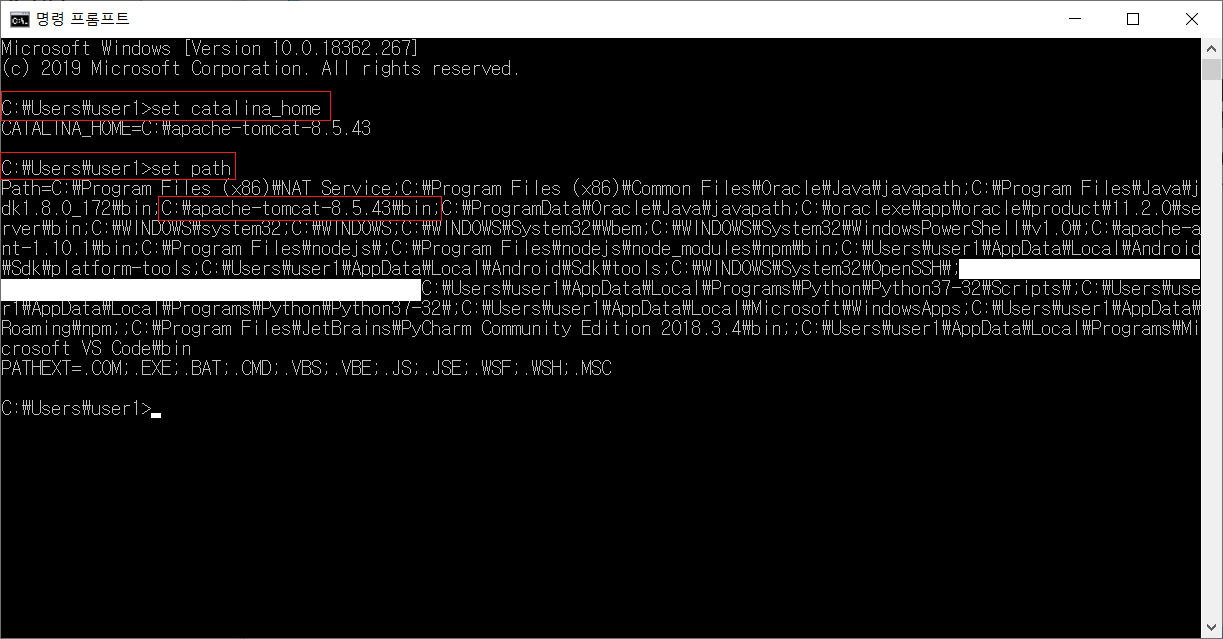 명령 프롬프트
Microsoft Windows [Version 10.0.18362.267]
(c) 2019 Microsoft Corporation. All rights reserved.
C:₩Users₩user1>set catalina_home
CATALINA_HOME=C:₩apache-tomcat-8.5.43
C:₩Users₩user1>set path
Path=C:₩Program Files (x86)₩NAT Service;C:₩Program Files (x86)₩Common Files₩Oracle₩Java₩javapath;C:₩Program Files₩Java₩j
dk1.8.0_172₩bin;C:₩apache-tomcat-8.5.43₩bin;C:₩ProgramData₩Oracle₩Java₩javapath;C:₩oraclexe₩app₩oracle₩product₩11.2.0₩se
rver₩bin;C:₩WINDOWS₩system32;C:₩WINDOWS;C:₩WINDOWS₩System32₩Wbem;C:₩WINDOWS₩System32₩WindowsPowerShell₩v1.0₩;C:₩apache-a
nt-1.10.1₩bin;C:₩Program Files₩nodejs₩;C:₩Program Files₩nodejs₩node_modules₩npm₩bin;C:₩Users₩user1₩AppData₩Local₩Android
₩Sdk₩platform-tools;C:₩Users₩user1₩AppData₩Local₩Android₩Sdk₩tools;C:₩WINDOWS₩System32₩OpenSSH₩;
C:₩Users₩user1₩AppData₩Local₩Programs₩Python₩Python37-32₩Scripts₩;C:₩Users₩use
r1₩AppData₩Local₩Programs₩Python₩Python37-32₩;C:₩Users₩user1₩AppData₩Local₩Microsoft₩WindowsApps;C:₩Users₩user1₩AppData₩
Roaming₩npm;;C:₩Program Files₩JetBrains₩PyCharm Community Edition 2018.3.4₩bin;;C:₩Users₩user1₩AppData₩Local₩Programs₩Mi
crosoft VS Code₩bin
PATHEXT=.COM;.EXE;.BAT;.CMD;.VBS;.VBE;.JS;.JSE;.WSF;.WSH;.MSC
C:₩Users₩user1>